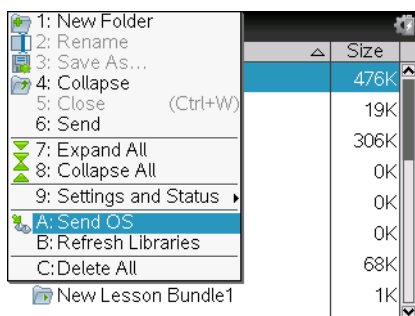 1: New Folder
2: Rename
3: Save As...
4: Collapse
5: Close (Ctrl+W)
6: Send
7: Expand All
8: Collapse All
9: Settings and Status
A: Send OS
B: Refresh Libraries
C: Delete All
Size
476K
19K
306K
0K
0K
0K
68K
New Lesson Bundle1 1K